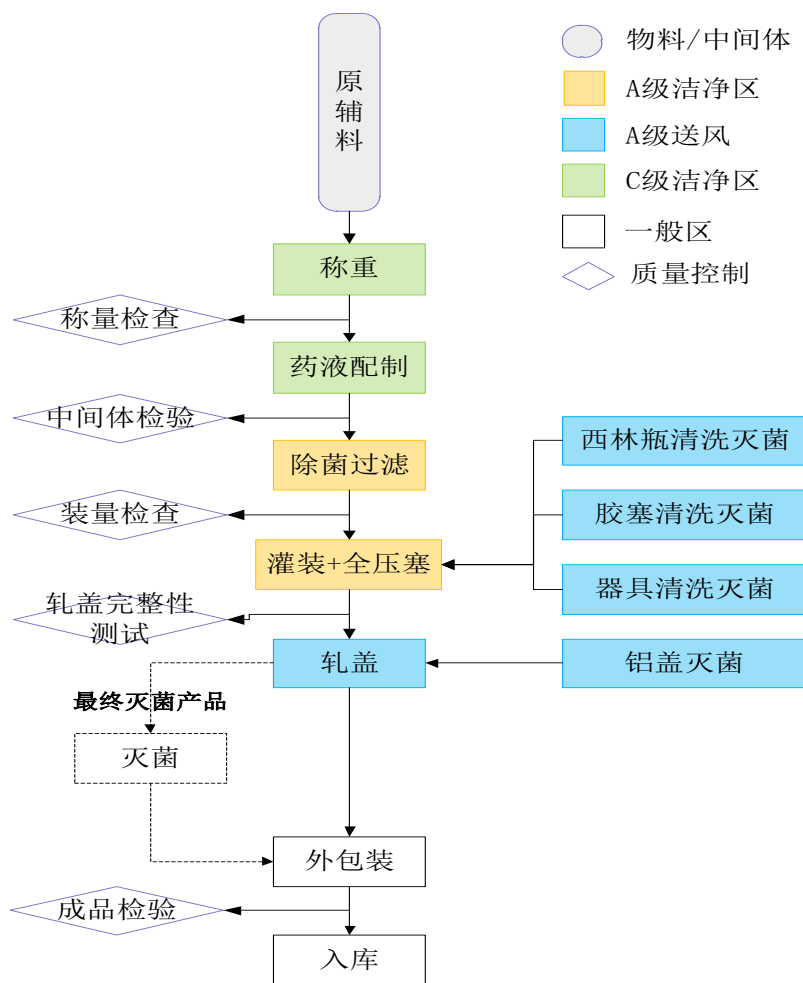 原
辅
料
物料/中间体
A级洁净区
A级送风
C级洁净区
一般区
质量控制
称重
称量检查
药液配制
中间体检验
除菌过滤
西林瓶清洗灭菌
装量检查
胶塞清洗灭菌
灌装+全压塞
器具清洗灭菌
轧盖完整性
测试
轧盖
铝盖灭菌
最终灭菌产品
灭菌
外包装
成品检验
入库